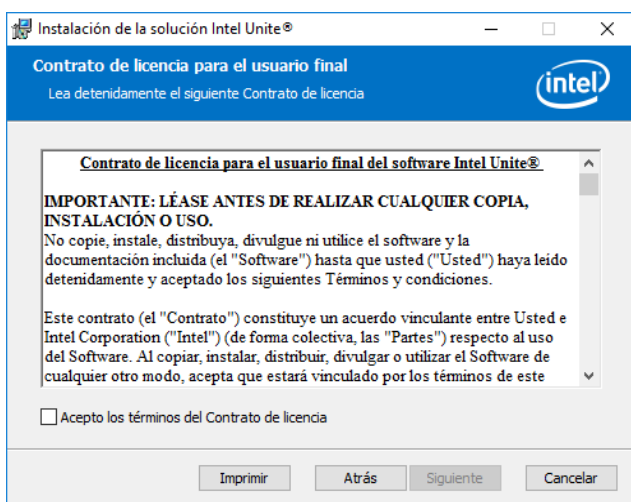 Instalación de la solución Intel Unite®
Contrato de licencia para el usuario final
Lea detenidamente el siguiente Contrato de licencia
intel
Contrato de licencia para el usuario final del software Intel Unite®
IMPORTANTE: LÉASE ANTES DE REALIZAR CUALQUIER COPIA,
INSTALACIÓN O USO.
No copie, instale, distribuya, divulgue ni utilice el software y la
documentación incluida (el "Software") hasta que usted ("Usted") haya leído
detenidamente y aceptado los siguientes Términos y condiciones.
Este contrato (el "Contrato") constituye un acuerdo vinculante entre Usted e
Intel Corporation ("Intel") (de forma colectiva, las "Partes") respecto al uso
del Software. Al copiar, instalar, distribuir, divulgar o utilizar el Software de
cualquier otro modo, acepta que estará vinculado por los términos de este
Acepto los términos del Contrato de licencia
Imprimir Atrás Siguiente Cancelar